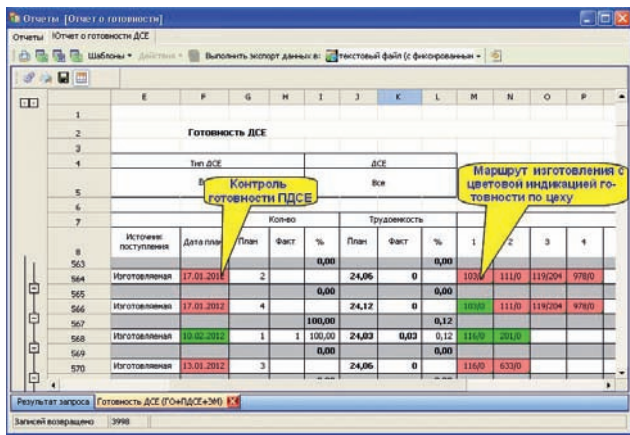 Отчеты [Отчет о готовности]
Отчеты Отчет о готовности ДСЕ
Шаблоны Действия Выполнить экспорт данных в: текстовый файл (с фиксированным
E F G H I J K L M N O P
1
2 Готовность ДСЕ
3
4 Тип ДСЕ ДСЕ
5 Все
6
7 Кол-во Трудоемкость
8 Источник поступления Дата план План Факт % План Факт % 1 2 3 4
Контроль
готовности ПДСЕ
Маршрут изготовления с
цветовой индикацией го-
товности по цеху
563 0,00 0,00
564 Изготовляемая 17.01.2012 2 24,06 0 103/0 111/0 119/204 978/0
565 0,00 0,00
566 Изготовляемая 17.01.2012 4 24,12 0 103/0 111/0 119/204 978/0
567 100,00 0,12
568 Изготовляемая 10.02.2012 1 1 100,00 24,03 0,03 0,12 116/0 201/0
569 0,00 0,00
570 Изготовляемая 13.01.2012 3 24,06 0 116/0 633/0
Результат запроса Готовность ДСЕ (ГО+ПДСЕ+ЭМ)
Записей возвращено 3998